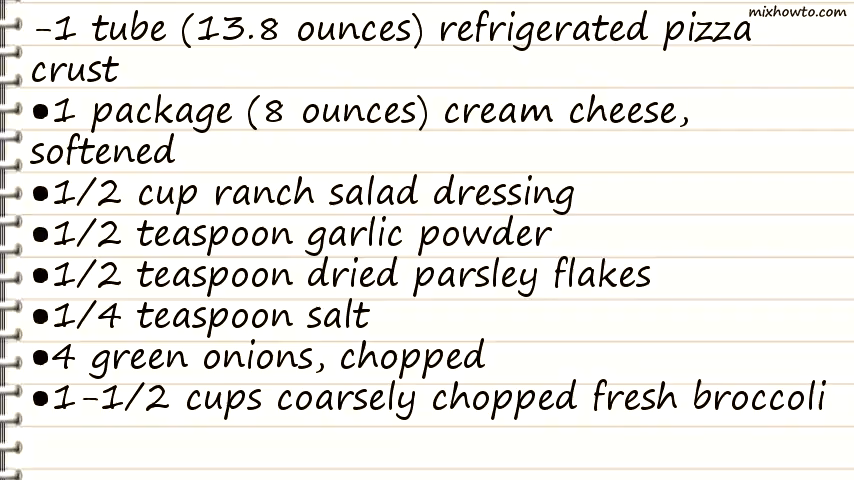 mixhowto.com
-1 tube (13.8 ounces) refrigerated pizza
crust
•1 package (8 ounces) cream cheese,
softened
•1/2 cup ranch salad dressing
•1/2 teaspoon garlic powder
•1/2 teaspoon dried parsley flakes
•1/4 teaspoon salt
•4 green onions, chopped
•1-1/2 cups coarsely chopped fresh broccoli